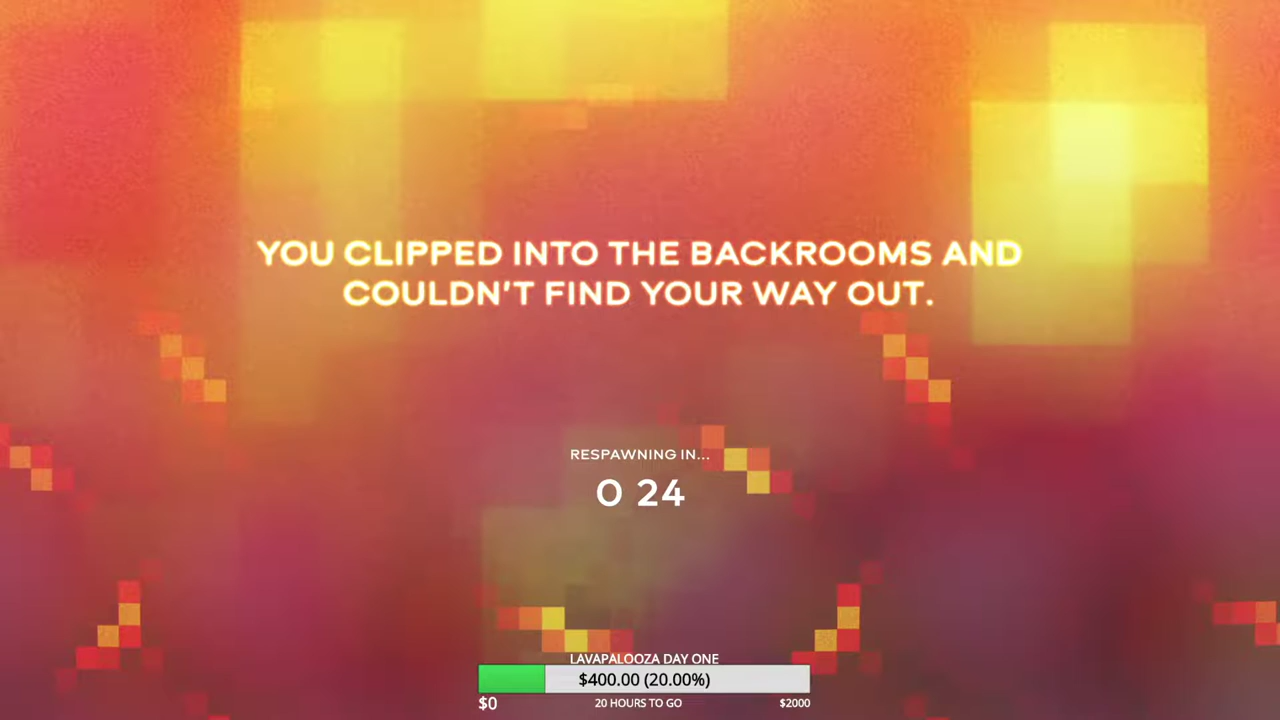 YOU CLIPPED INTO THE BACKROOMS AND
COULDN'T FIND YOUR WAY OUT.
RESPAWNING IN...
0 24
LAVAPALOOZA DAY ONE
$400.00 (20.00%)
$0 20 HOURS TO GO $2000